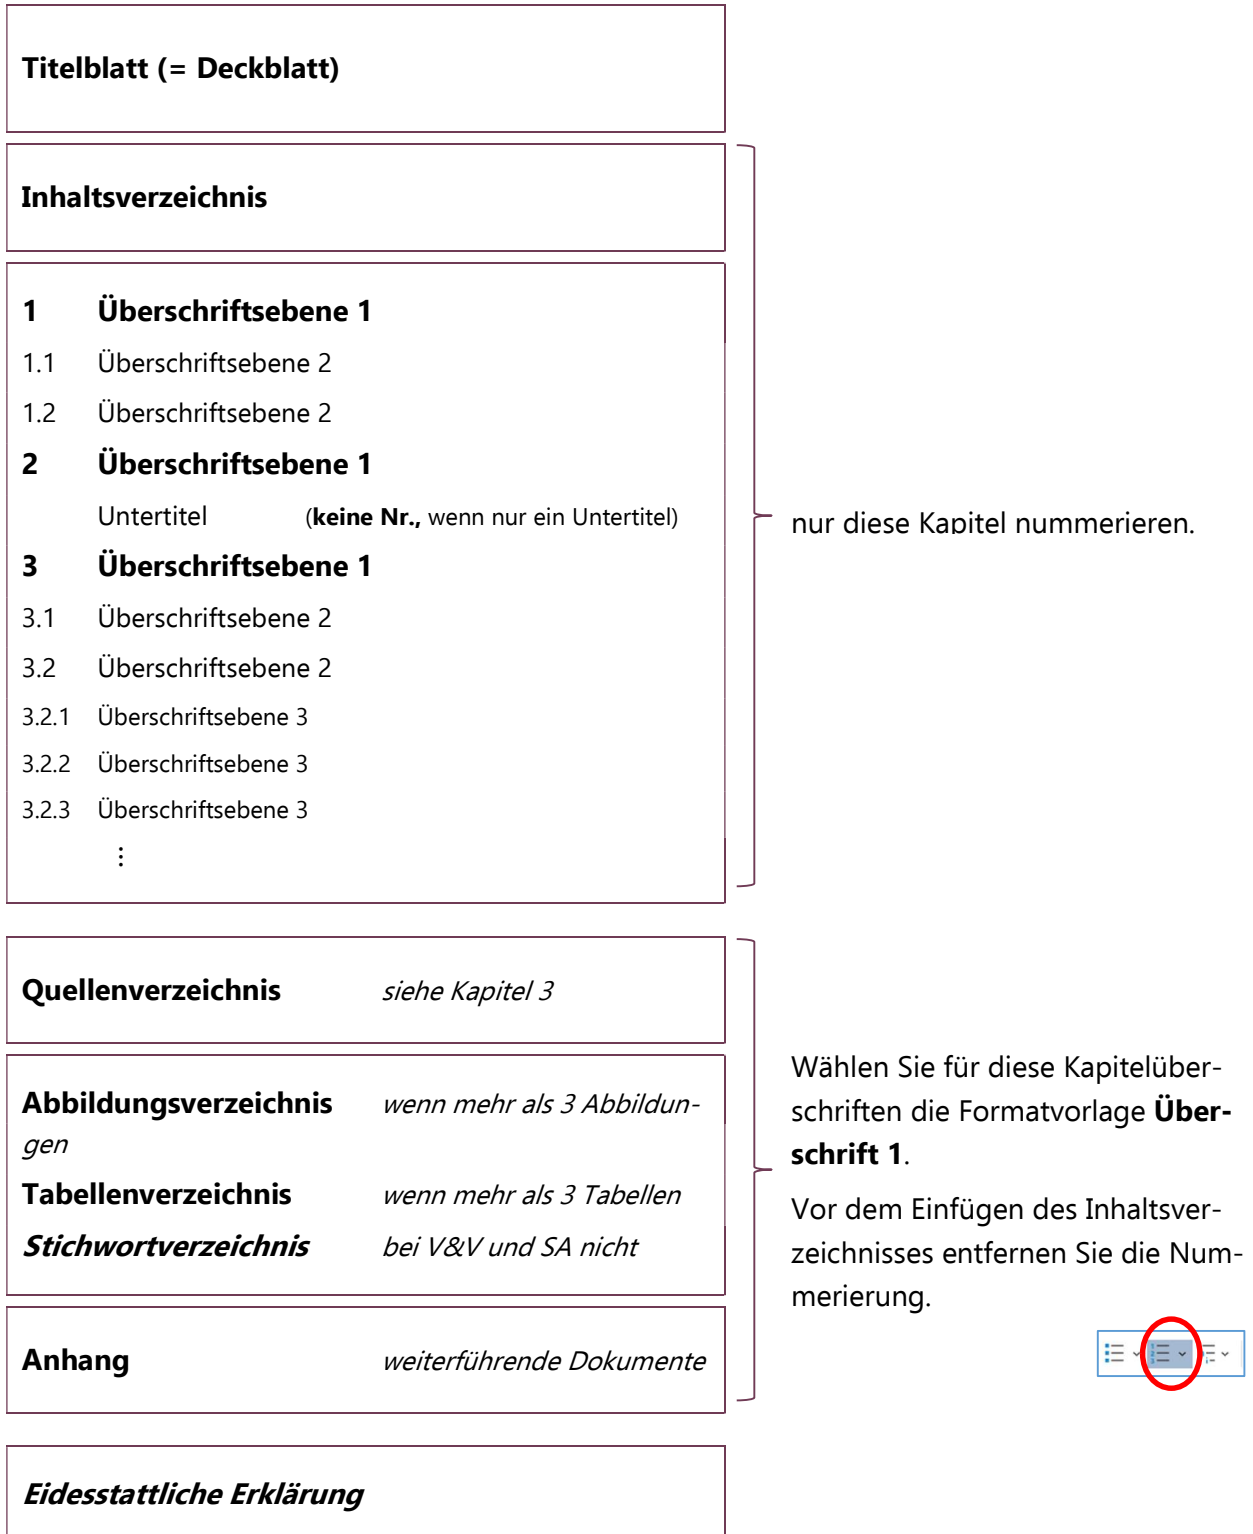 Titelblatt (= Deckblatt)
Inhaltsverzeichnis
1 Überschriftsebene 1
1.1 Überschriftsebene 2
1.2 Überschriftsebene 2
2 Überschriftsebene 1
Untertitel (keine Nr., wenn nur ein Untertitel)
3 Überschriftsebene 1
3.1 Überschriftsebene 2
3.2 Überschriftsebene 2
3.2.1 Überschriftsebene 3
3.2.2 Überschriftsebene 3
3.2.3 Überschriftsebene 3
⋮
nur diese Kapitel nummerieren.
Quellenverzeichnis siehe Kapitel 3
Abbildungsverzeichnis wenn mehr als 3 Abbildun-
gen
Tabellenverzeichnis wenn mehr als 3 Tabellen
Stichwortverzeichnis bei V&V und SA nicht
Anhang weiterführende Dokumente
Wählen Sie für diese Kapitelüber-
schriften die Formatvorlage Über-
schrift 1.
Vor dem Einfügen des Inhaltsver-
zeichnisses entfernen Sie die Num-
merierung.
Eidesstattliche Erklärung